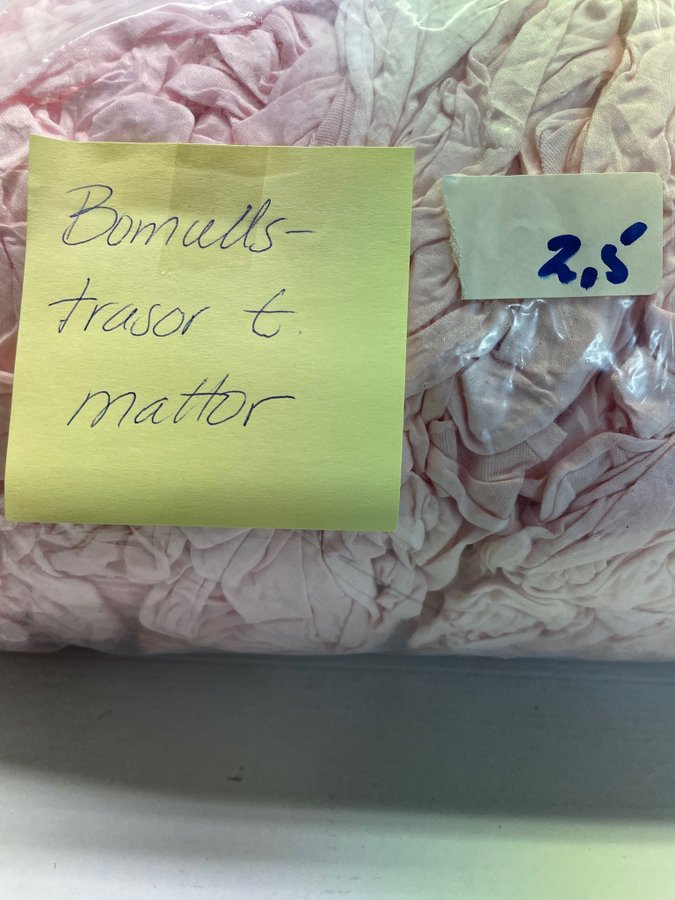 Bomulls-
trasor t.
mattor
2,5